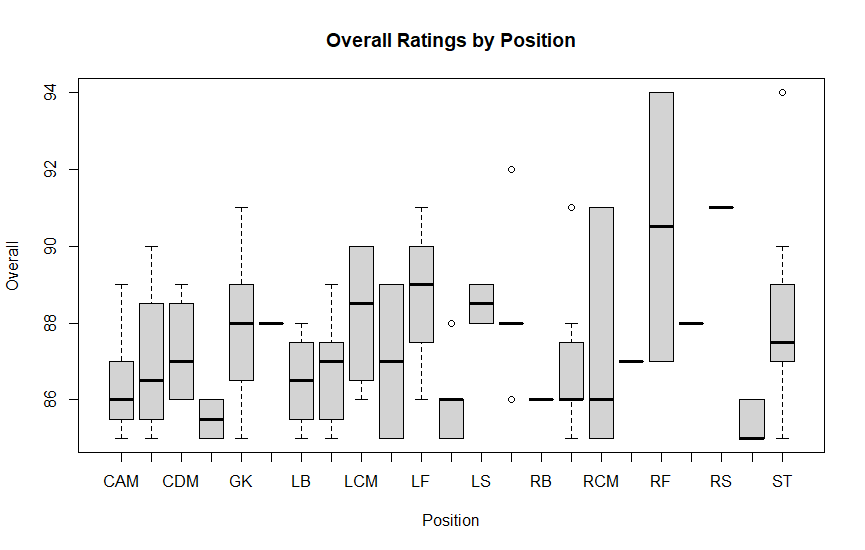 Overall Ratings by Position
Overall
94
92
90
88
86
CAM CDM GK LB LCM LF LS RB RCM RF RS ST
Position